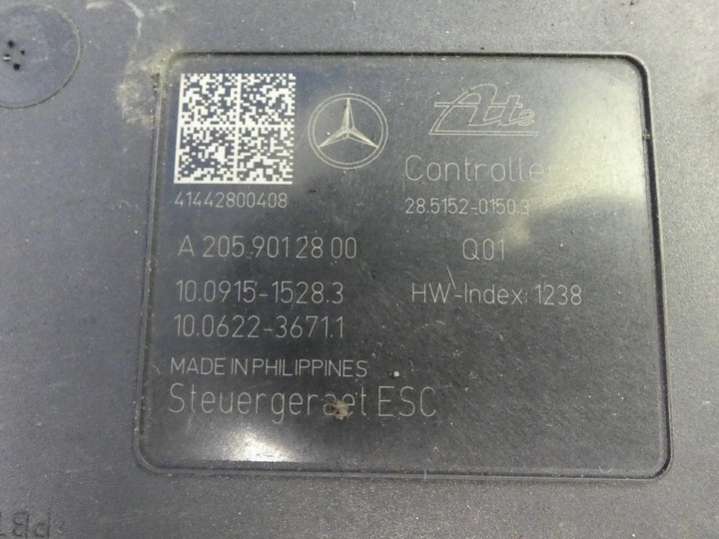 Ate
Controller
41442800408
28.5152-0150.3
A 205 901 28 00
Q01
10.0915-1528.3
HW-Index: 1238
10.0622-3671.1
MADE IN PHILIPPINES
Steuergeraet ESC